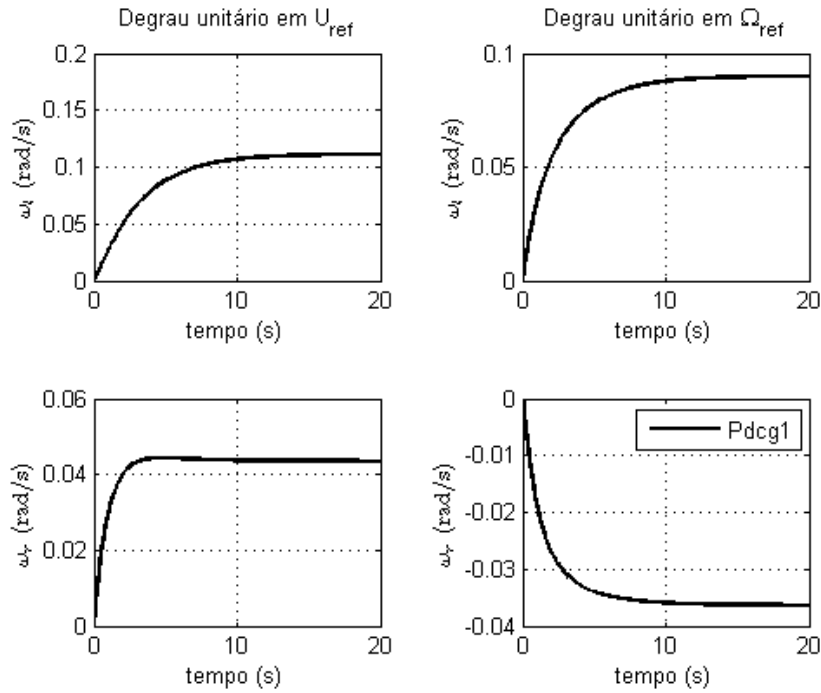 Degrau unitário em U_ref
0.2
0.15
0.1
0.05
0
ω_l (rad/s)
0 10 20
tempo (s)
Degrau unitário em Ω_ref
0.1
0.05
0
ω_l (rad/s)
0 10 20
tempo (s)
0.06
0.04
0.02
0
ω_r (rad/s)
0 10 20
tempo (s)
0
-0.01
-0.02
-0.03
-0.04
ω_r (rad/s)
Pdcg1
0 10 20
tempo (s)